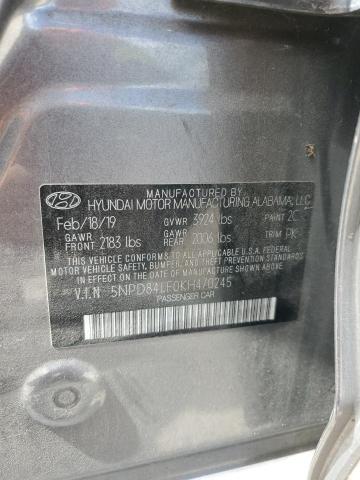 MANUFACTURED BY
HYUNDAI MOTOR MANUFACTURING ALABAMA, LLC
Feb/18/19 GVWR 3924 lbs PAINT 2C
GAWR FRONT 2183 lbs GAWR REAR 2006 lbs TRIM PK
THIS VEHICLE CONFORMS TO ALL APPLICABLE U.S. FEDERAL
MOTOR VEHICLE SAFETY, BUMPER, AND THEFT PREVENTION
STANDARDS IN EFFECT ON THE DATE OF MANUFACTURE
V.I.N. 5NPD84LF0KH470245
PASSENGER CAR